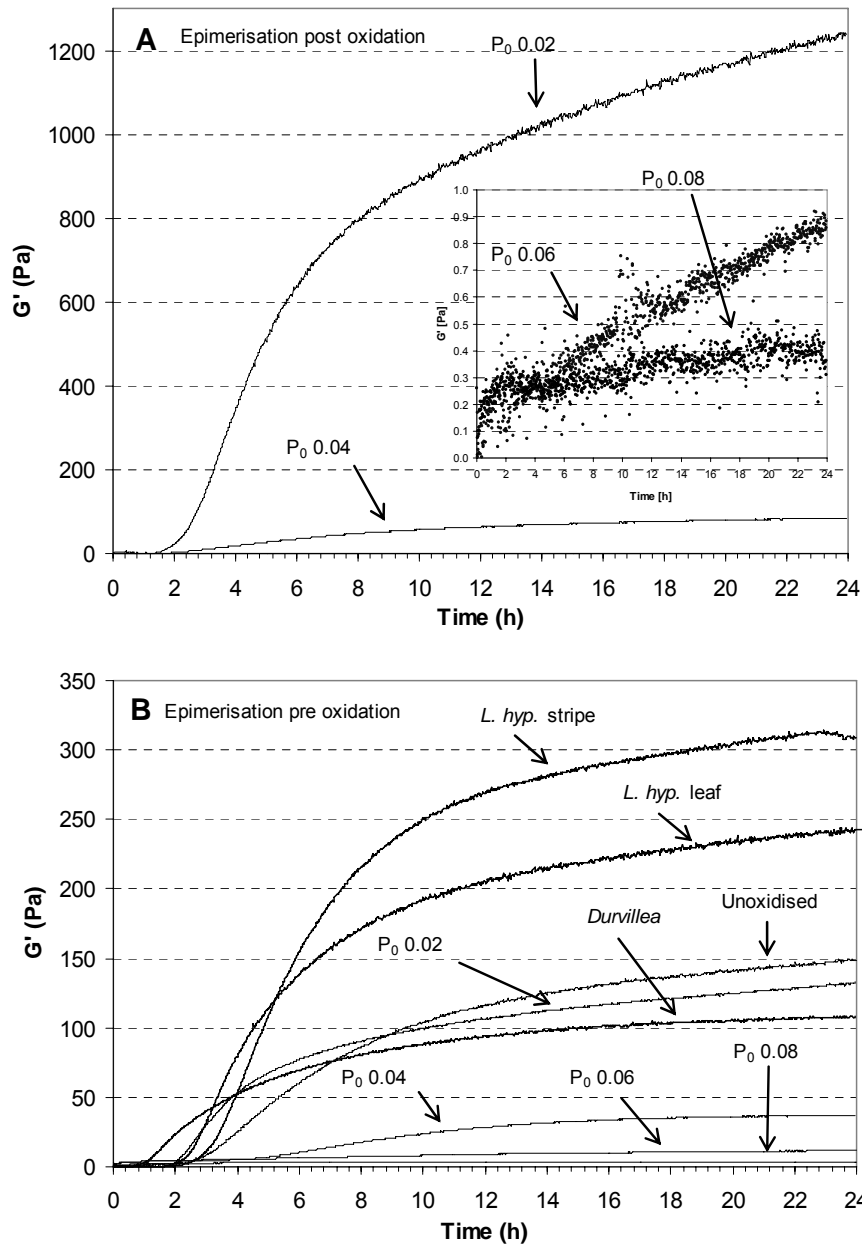 A Epimerisation post oxidation
P0 0.02
P0 0.08
P0 0.06
P0 0.04
1200
1000
800
600
400
200
0
G' (Pa)
1.0
0.9
0.8
0.7
0.6
0.5
0.4
0.3
0.2
0.1
0.0
G' [Pa]
0 2 4 6 8 10 12 14 16 18 20 22 24
Time [h]
0 2 4 6 8 10 12 14 16 18 20 22 24
Time (h)
B Epimerisation pre oxidation
L. hyp. stripe
L. hyp. leaf
Unoxidised
Durvillea
P0 0.02
P0 0.08
P0 0.04
P0 0.06
350
300
250
200
150
100
50
0
G' (Pa)
0 2 4 6 8 10 12 14 16 18 20 22 24
Time (h)